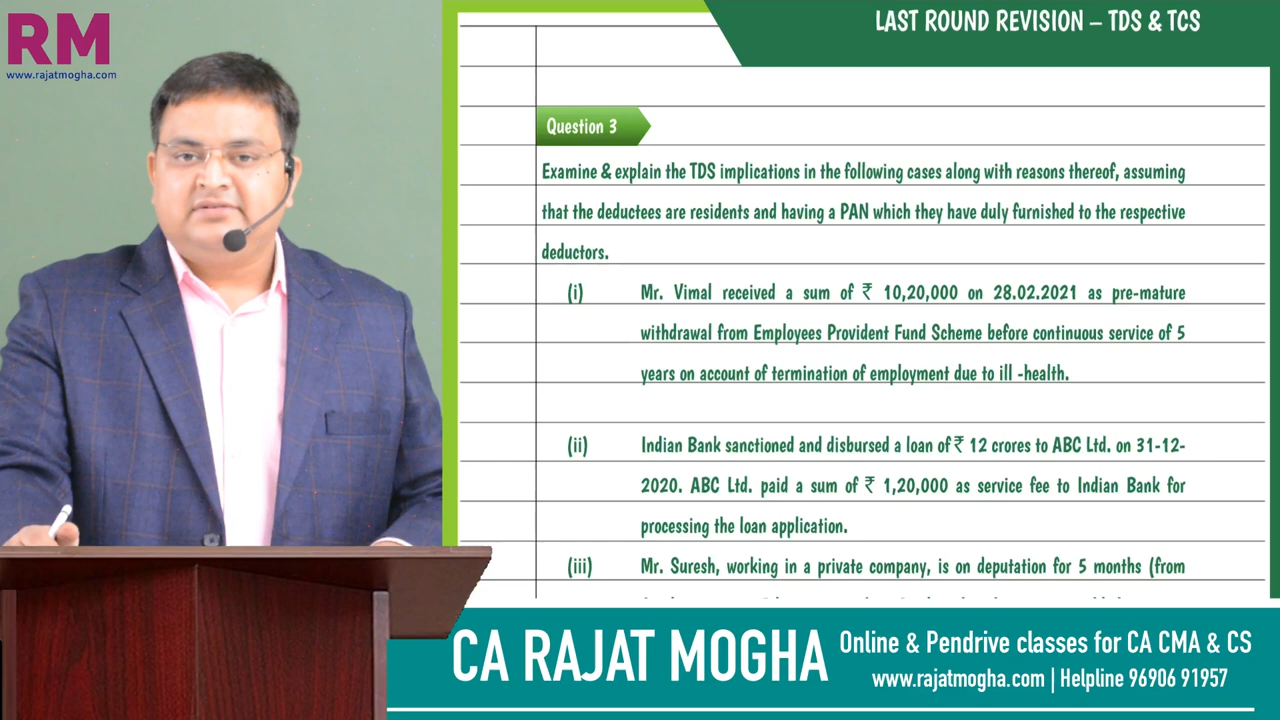 RM
www.rajatmogha.com
LAST ROUND REVISION – TDS & TCS
Question 3
Examine & explain the TDS implications in the following cases along with reasons thereof, assuming
that the deductees are residents and having a PAN which they have duly furnished to the respective
deductors.
(i) Mr. Vimal received a sum of ₹ 10,20,000 on 28.02.2021 as pre-mature
withdrawal from Employees Provident Fund Scheme before continuous service of 5
years on account of termination of employment due to ill -health.
(ii) Indian Bank sanctioned and disbursed a loan of ₹ 12 crores to ABC Ltd. on 31-12-
2020. ABC Ltd. paid a sum of ₹ 1,20,000 as service fee to Indian Bank for
processing the loan application.
(iii) Mr. Suresh, working in a private company, is on deputation for 5 months (from
CA RAJAT MOGHA
Online & Pendrive classes for CA CMA & CS
www.rajatmogha.com | Helpline 96906 91957